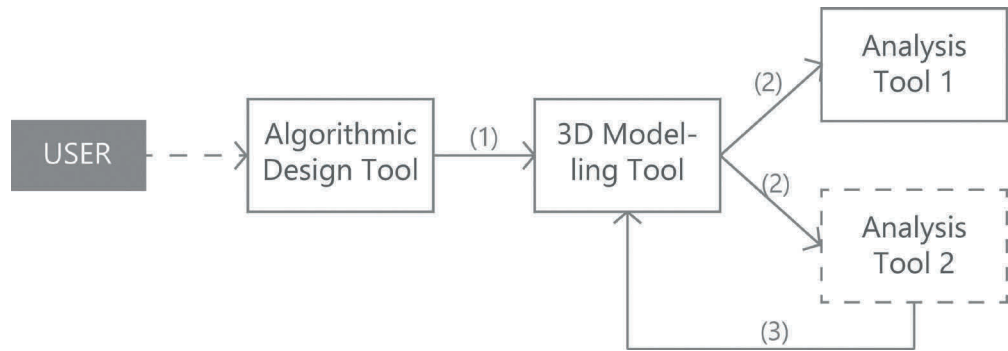 USER
Algorithmic
Design Tool
(1)
3D Model-
ling Tool
(2)
Analysis
Tool 1
(2)
Analysis
Tool 2
(3)